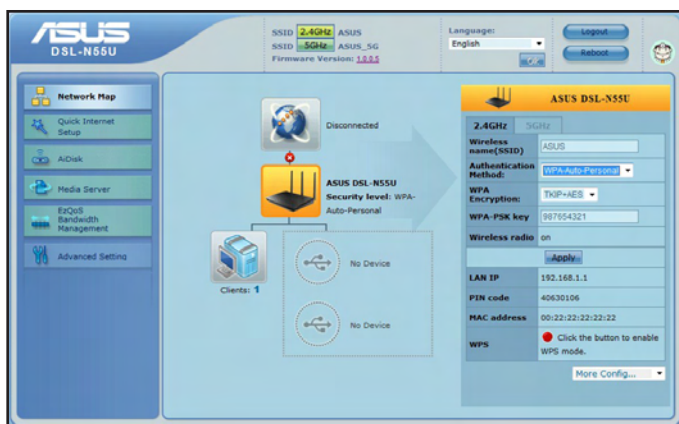 ASUS
DSL-N55U
SSID 2.4GHz ASUS
SSID 5GHz ASUS_5G
Firmware Version: 1.0.0.5
Language:
English
Logout
Reboot
Network Map
Quick Internet
Setup
AiDisk
Media Server
EzQoS
Bandwidth
Management
Advanced Setting
Disconnected
ASUS DSL-N55U
Security level: WPA-
Auto-Personal
Clients: 1
No Device
No Device
ASUS DSL-N55U
2.4GHz 5GHz
Wireless
name(SSID)
ASUS
Authentication
Method:
WPA-Auto-Personal
WPA
Encryption:
TKIP+AES
WPA-PSK key
987654321
Wireless radio on
Apply
LAN IP 192.168.1.1
PIN code 40630106
MAC address 00:22:22:22:22:22
WPS
Click the button to enable
WPS mode.
More Config...